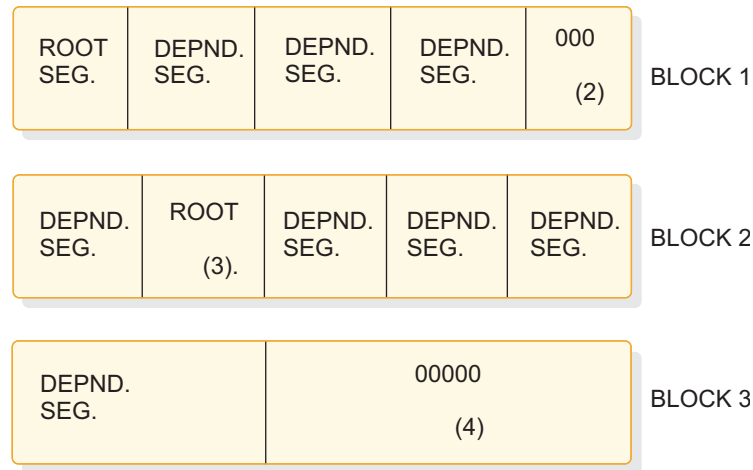 ROOT
SEG.
DEPND.
SEG.
DEPND.
SEG.
DEPND.
SEG.
000
(2)
BLOCK 1
DEPND.
SEG.
ROOT
(3).
DEPND.
SEG.
DEPND.
SEG.
DEPND.
SEG.
BLOCK 2
DEPND.
SEG.
00000
(4)
BLOCK 3